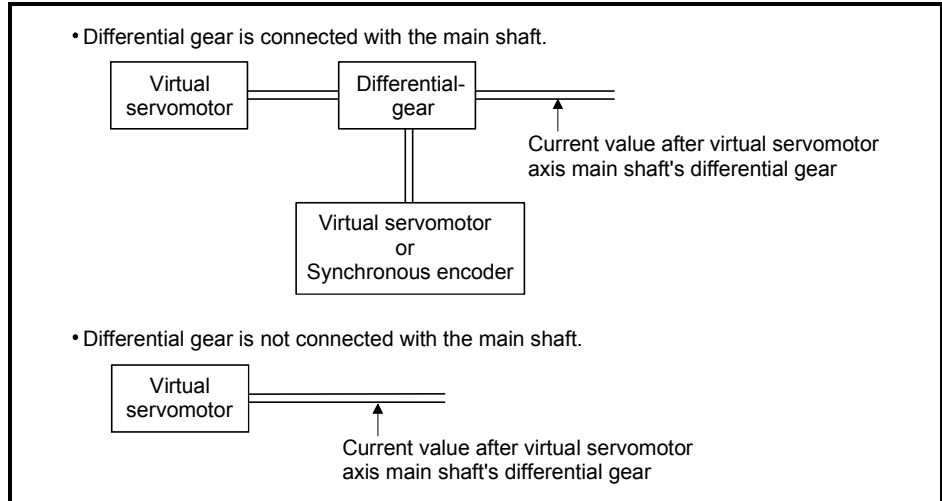 • Differential gear is connected with the main shaft.
Virtual
servomotor
Differential-
gear
Current value after virtual servomotor
axis main shaft's differential gear
Virtual servomotor
or
Synchronous encoder
• Differential gear is not connected with the main shaft.
Virtual
servomotor
Current value after virtual servomotor
axis main shaft's differential gear